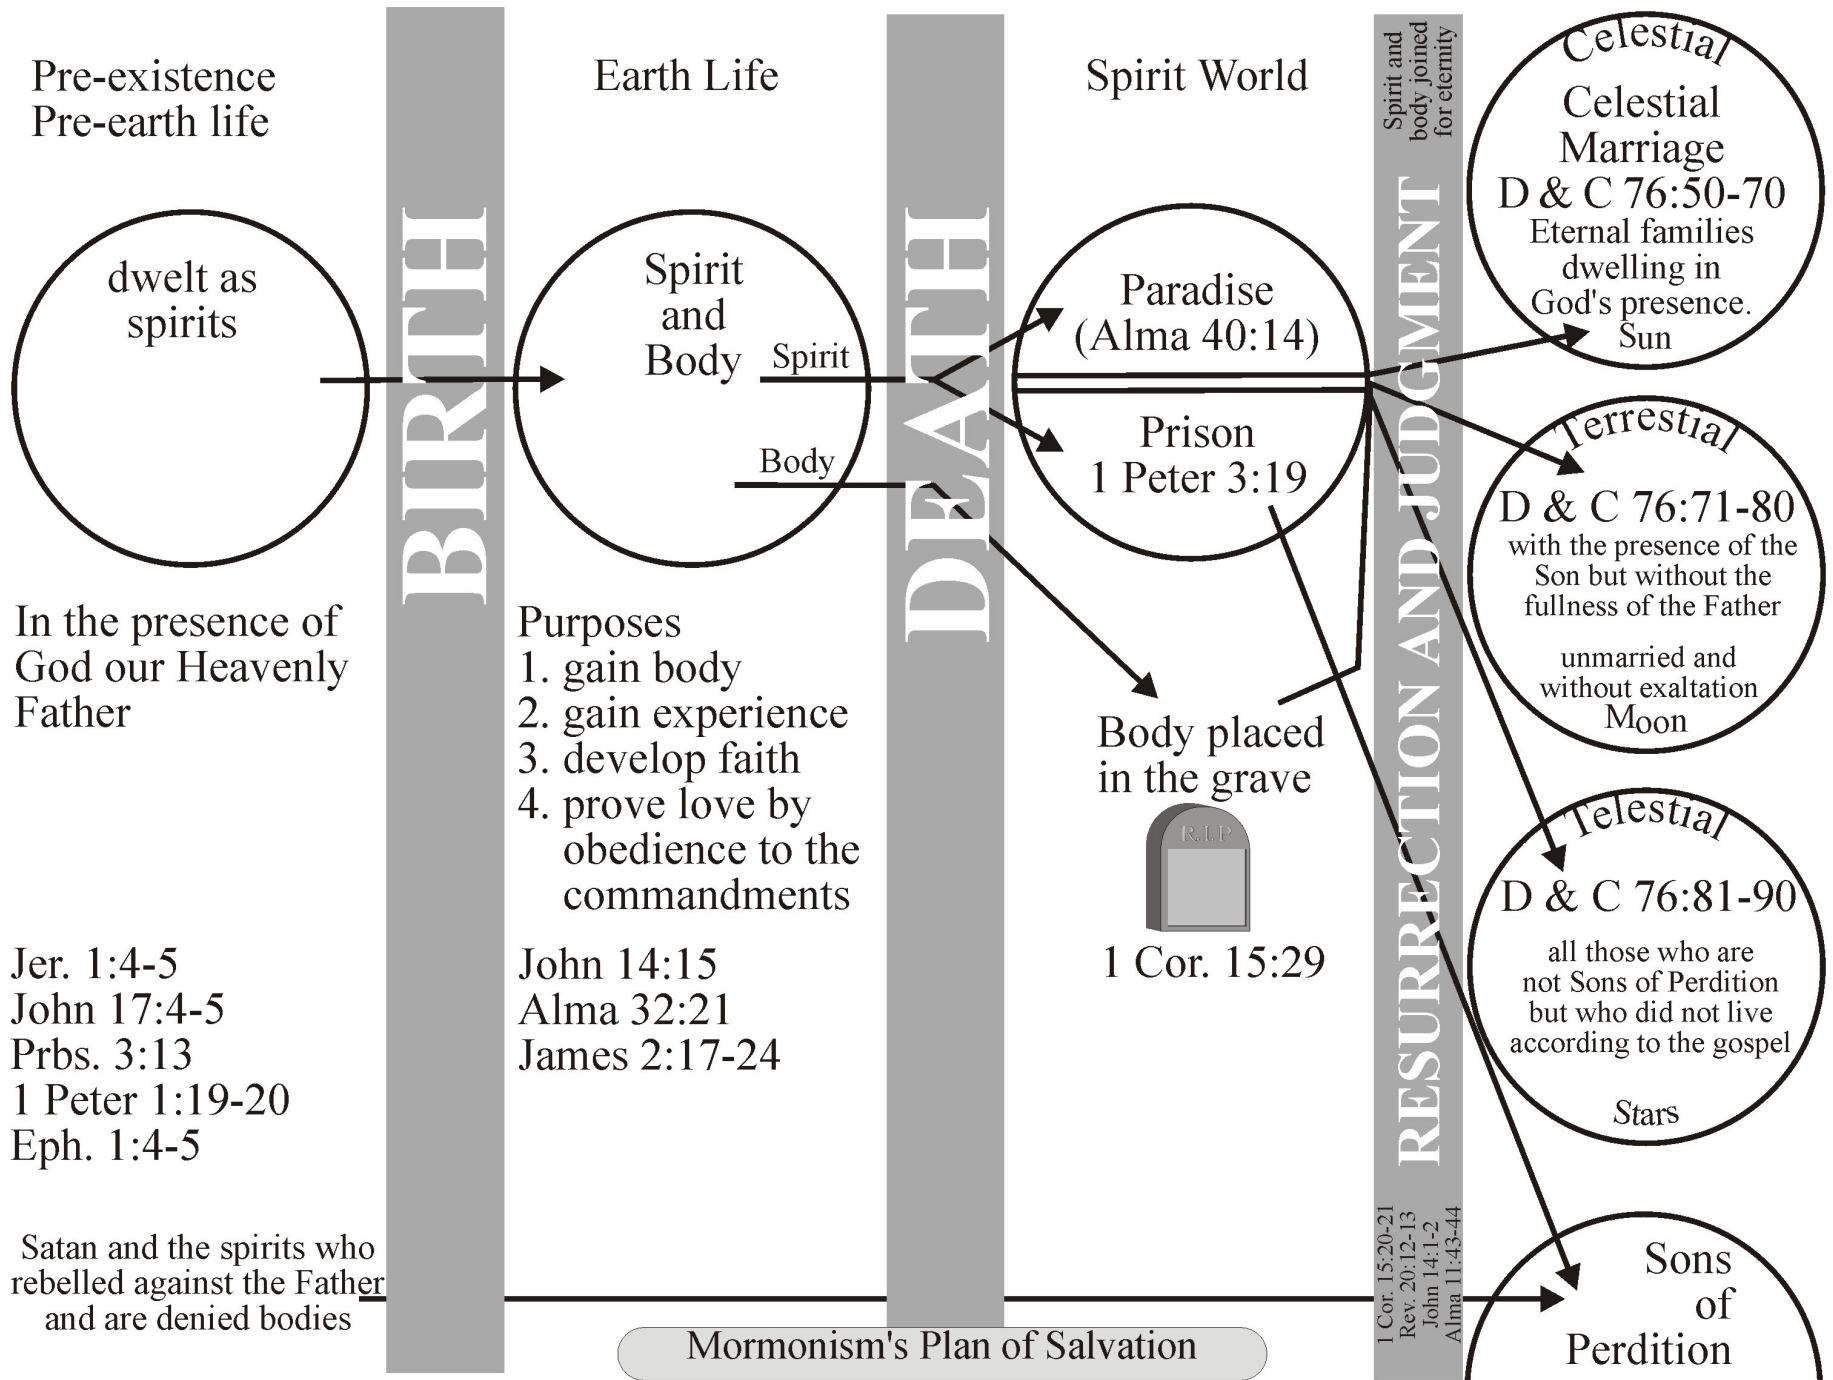 Pre-existence
Pre-earth life
dwelt as
spirits
In the presence of
God our Heavenly
Father
Jer. 1:4-5
John 17:4-5
Prbs. 3:13
1 Peter 1:19-20
Eph. 1:4-5
Satan and the spirits who
rebelled against the Father
and are denied bodies
BIRTH
Earth Life
Spirit
and
Body
Spirit
Body
Purposes
1. gain body
2. gain experience
3. develop faith
4. prove love by
obedience to the
commandments
John 14:15
Alma 32:21
James 2:17-24
DEATH
Spirit World
Paradise
(Alma 40:14)
Prison
1 Peter 3:19
Body placed
in the grave
R.I.P
1 Cor. 15:29
Spirit and
body joined
for eternity
RESURRECTION AND JUDGMENT
1 Cor. 15:20-21
Rev. 20:12-13
John 14:1-2
Alma 11:43-44
Celestial
Celestial
Marriage
D & C 76:50-70
Eternal families
dwelling in
God's presence.
Sun
Terrestial
D & C 76:71-80
with the presence of the
Son but without the
fullness of the Father
unmarried and
without exaltation
Moon
Telestial
D & C 76:81-90
all those who are
not Sons of Perdition
but who did not live
according to the gospel
Stars
Sons
of
Perdition
Mormonism's Plan of Salvation